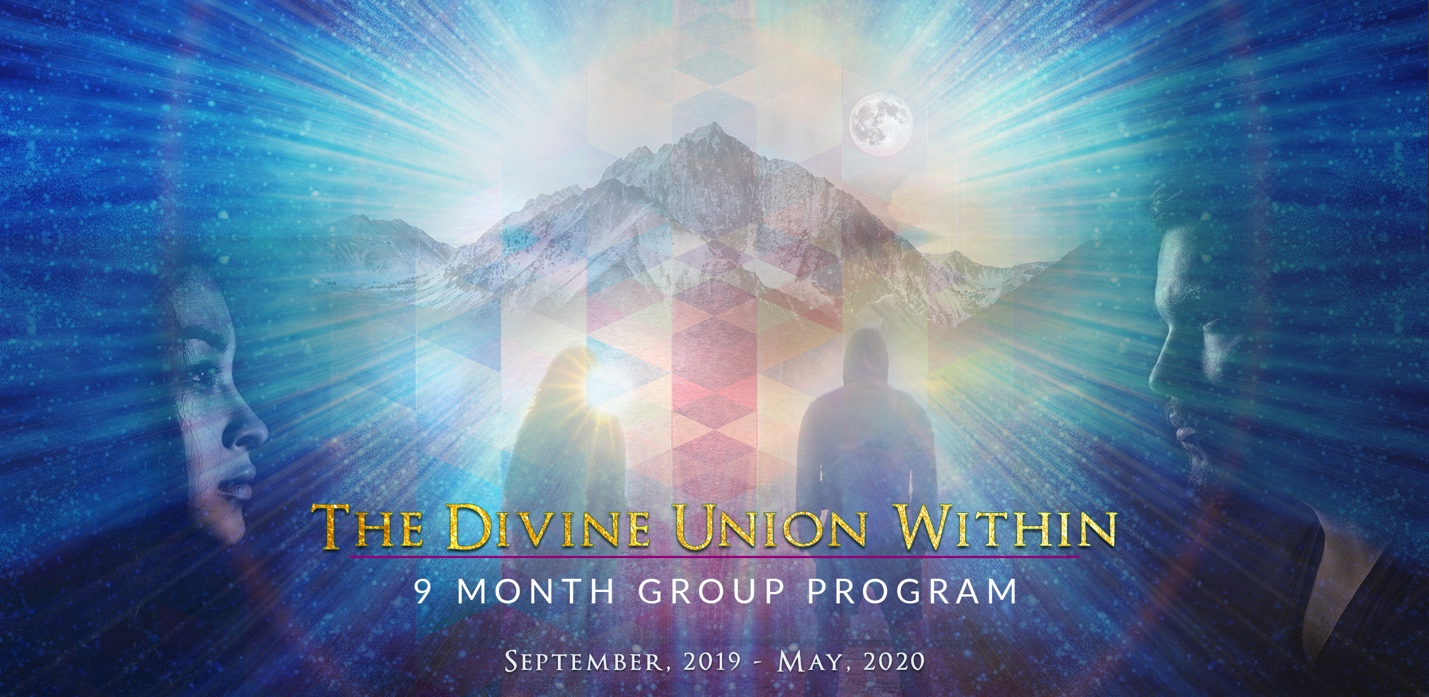 The Divine Union Within
9 MONTH GROUP PROGRAM
September, 2019 - May, 2020